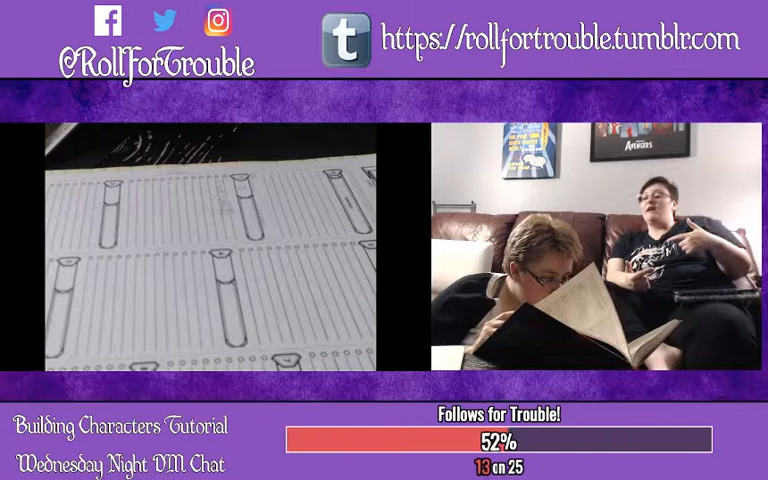 https://rollfortrouble.tumblr.com
@RollForTrouble
AVENGERS
Building Characters Tutorial
Wednesday Night DM Chat
Follows for Trouble!
52%
13 on 25